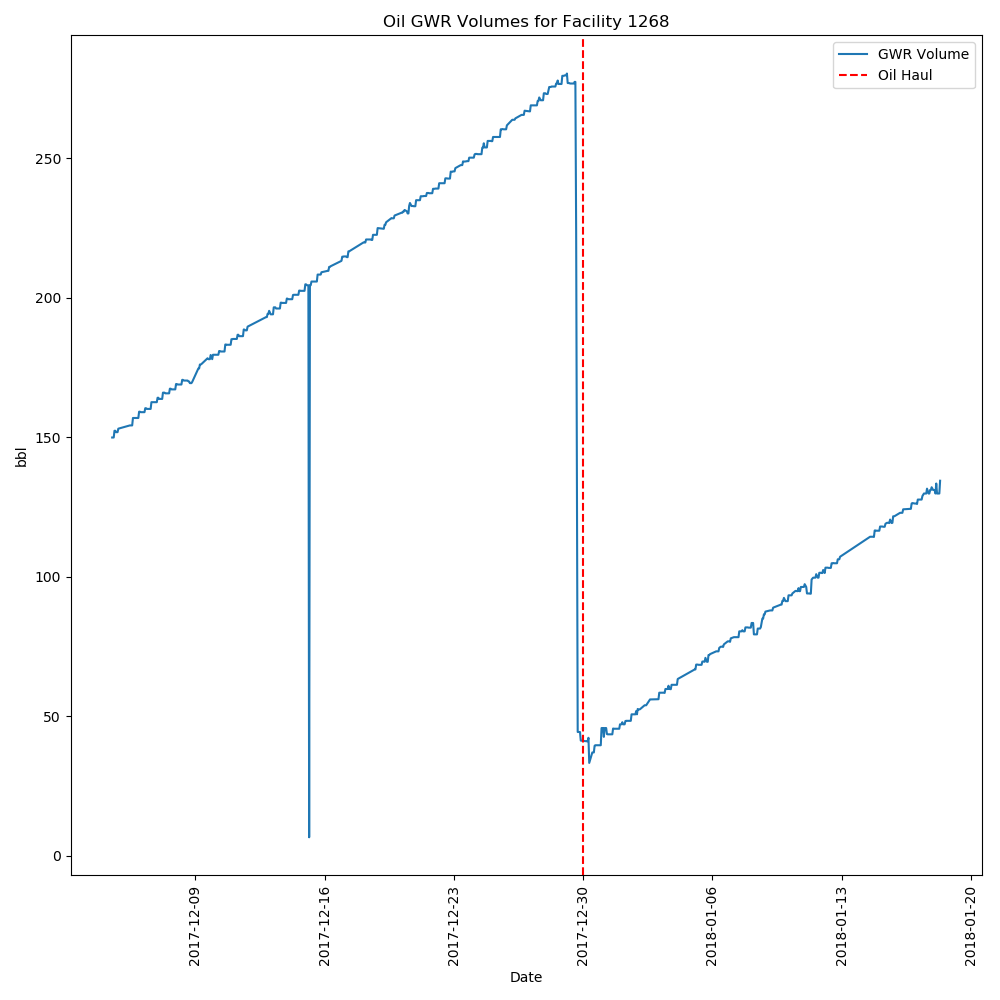 Oil GWR Volumes for Facility 1268
GWR Volume
Oil Haul
250
200
150
100
50
0
bbl
2017-12-09
2017-12-16
2017-12-23
2017-12-30
2018-01-06
2018-01-13
2018-01-20
Date